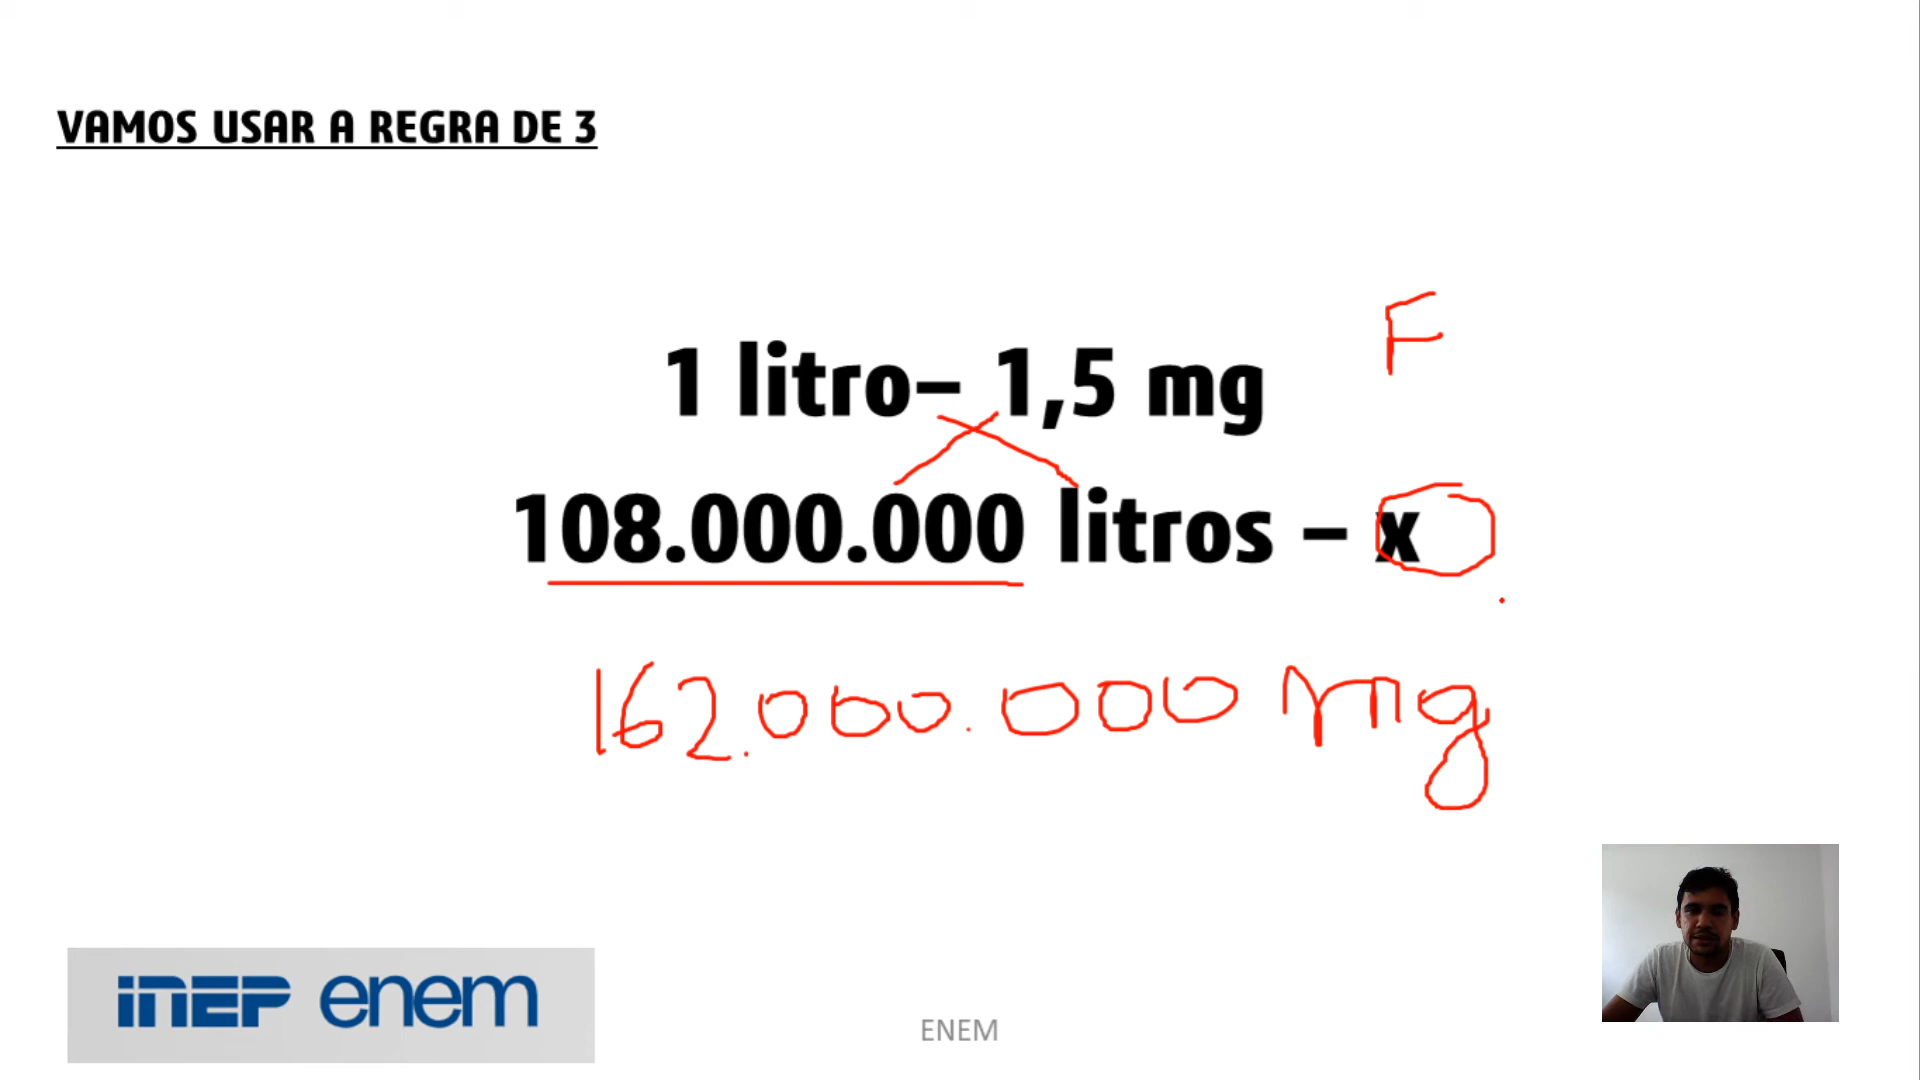 VAMOS USAR A REGRA DE 3
F
1 litro– 1,5 mg
108.000.000 litros – x
162.000.000 mg
INEP enem
ENEM